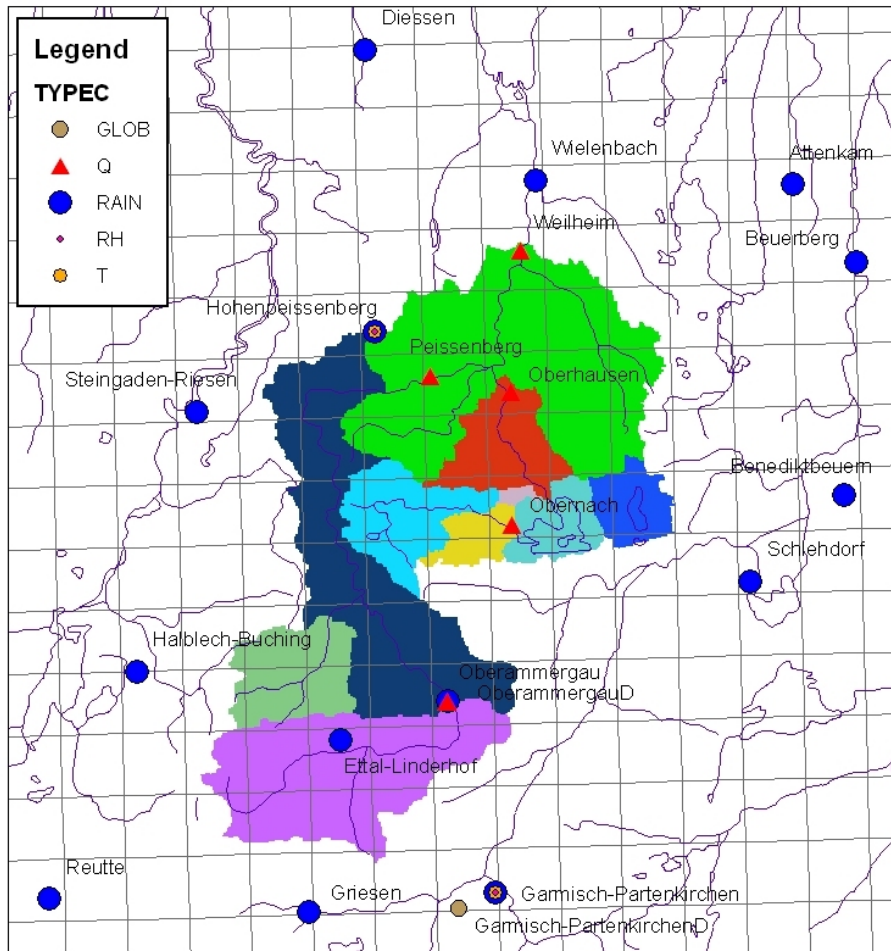 Diessen
Legend
TYPEC
GLOB
Q
RAIN
RH
T
Wielenbach
Attenkam
Weilheim
Beuerberg
Hohenpeissenberg
Peissenberg
Steingaden-Riesen
Oberhausen
Benediktbeuern
Obernach
Schlehdorf
Halblech-Buching
Oberammergau
OberammergauD
Ettal-Linderhof
Reutte
Griesen
Garmisch-Partenkirchen
Garmisch-PartenkirchenD